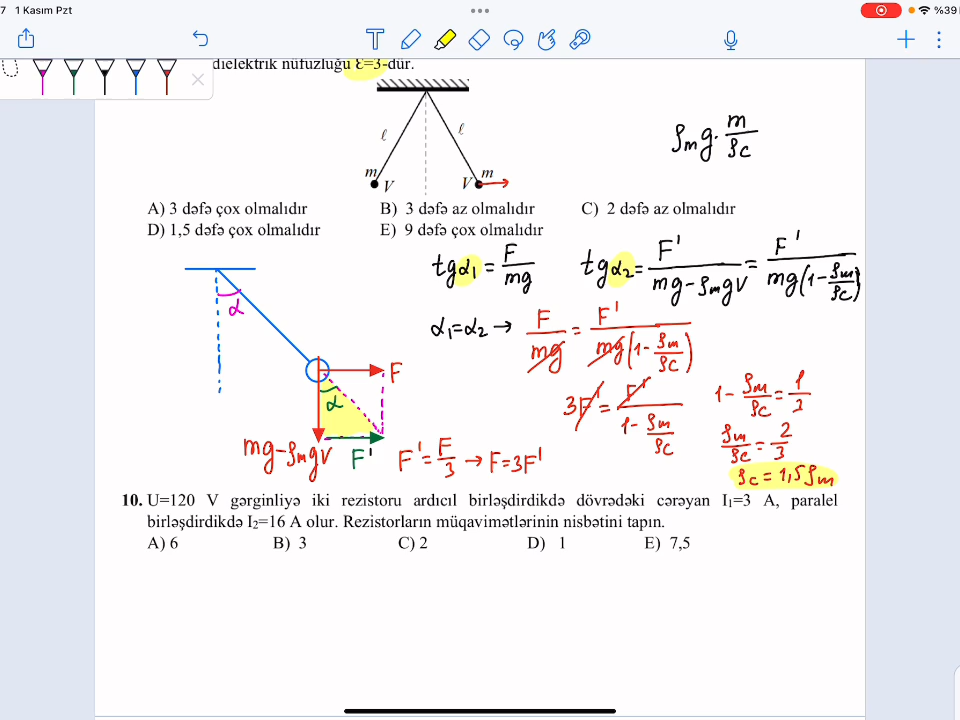 7 1 Kasım Pzt
%39
dielektrik nüfuzluğu ℇ=3-dür.
ℓ ℓ
m V V m
ρₘg · m/ρc
A) 3 dəfə çox olmalıdır B) 3 dəfə az olmalıdır C) 2 dəfə az olmalıdır
D) 1,5 dəfə çox olmalıdır E) 9 dəfə çox olmalıdır
tgα₁ = F/mg tgα₂ = F'/(mg-ρₘgV) = F'/(mg(1-ρₘ/ρc))
α
α₁=α₂ → F/mg = F'/(mg(1-ρₘ/ρc))
F
α
3F' = F'/(1-ρₘ/ρc)
1-ρₘ/ρc = 1/3
ρₘ/ρc = 2/3
mg-ρₘgV F' F'=F/3 → F=3F'
ρc = 1,5ρₘ
10. U=120 V gərginliyə iki rezistoru ardıcıl birləşdirdikdə dövrədəki cərəyan I₁=3 A, paralel
birləşdirdikdə I₂=16 A olur. Rezistorların müqavimətlərinin nisbətini tapın.
A) 6 B) 3 C) 2 D) 1 E) 7,5